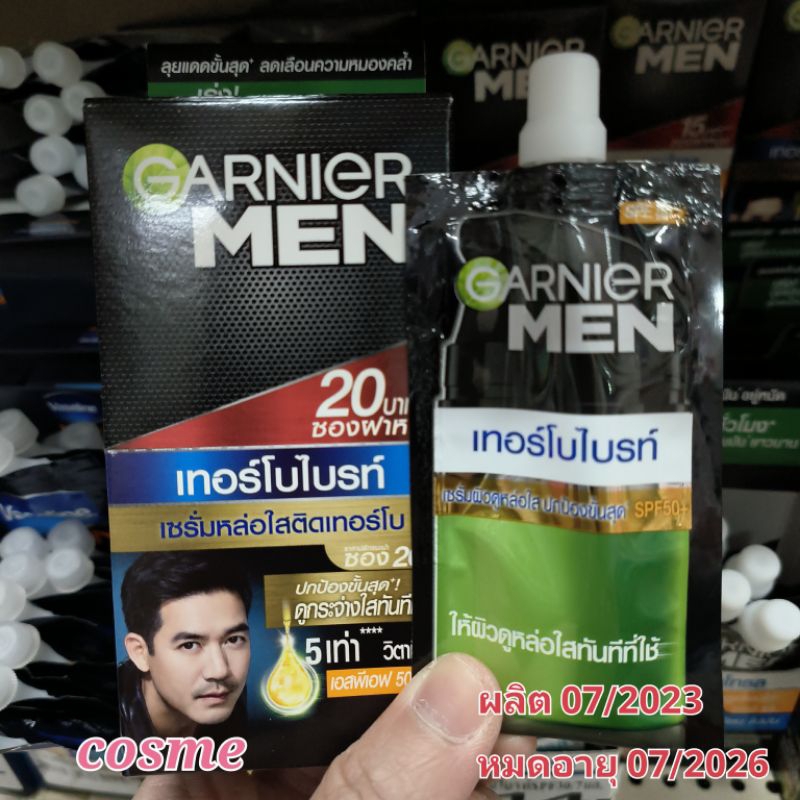 ลุยแดดขั้นสุด* ลดเลือนความหมองคล้ำ
GARNIER
MEN
20
ซองฝาห
เทอร์โบไบรท์
เซรั่มหล่อใสติดเทอร์โบ
ซอง 20
ปกป้องขั้นสุด*!
ดูกระจ่างใสทันที
5 เท่า****
เอสพีเอฟ 50
GARNIER
MEN
เทอร์โบไบรท์
เซรั่มผิวดูหล่อใส ปกป้องขั้นสุด* SPF50+
ให้ผิวดูหล่อใสทันทีที่ใช้
GARNIER
MEN
15
MEN
ผลิต 07/2023
หมดอายุ 07/2026
cosme